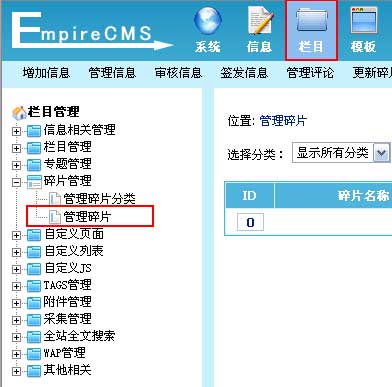 EmpireCMS
系统 信息 栏目 模板
增加信息 管理信息 审核信息 签发信息 管理评论 更新碎
栏目管理
信息相关管理
栏目管理
专题管理
碎片管理
管理碎片分类
管理碎片
自定义页面
自定义列表
自定义JS
TAGS管理
附件管理
采集管理
全站全文搜索
WAP管理
其他相关
位置: 管理碎片
选择分类: 显示所有分类
ID 碎片名称
0